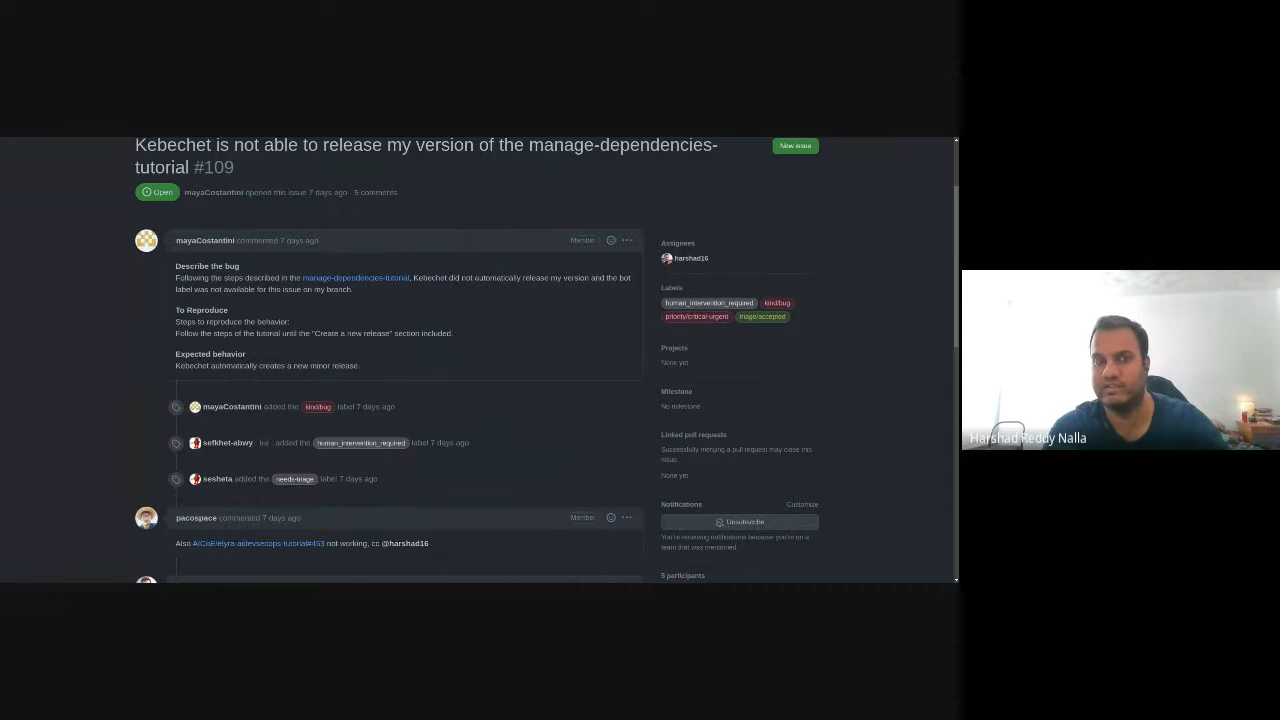 Kebechet is not able to release my version of the manage-dependencies-
tutorial #109
New issue
Open
mayaCostantini opened this issue 7 days ago · 5 comments
mayaCostantini commented 7 days ago
Member
Describe the bug
Following the steps described in the manage-dependencies-tutorial, Kebechet did not automatically release my version and the bot
label was not available for this issue on my branch.
To Reproduce
Steps to reproduce the behavior:
Follow the steps of the tutorial until the "Create a new release" section included.
Expected behavior
Kebechet automatically creates a new minor release.
mayaCostantini added the kind/bug label 7 days ago
sefkhet-abwy bot added the human_intervention_required label 7 days ago
sesheta added the needs-triage label 7 days ago
pacospace commented 7 days ago
Member
Also AICoE/elyra-aidevsecops-tutorial#453 not working, cc @harshad16
Assignees
harshad16
Labels
human_intervention_required kind/bug
priority/critical-urgent triage/accepted
Projects
None yet
Milestone
No milestone
Linked pull requests
Successfully merging a pull request may close this
issue.
None yet
Notifications
Customize
Unsubscribe
You're receiving notifications because you're on a
team that was mentioned.
5 participants
Harshad Reddy Nalla